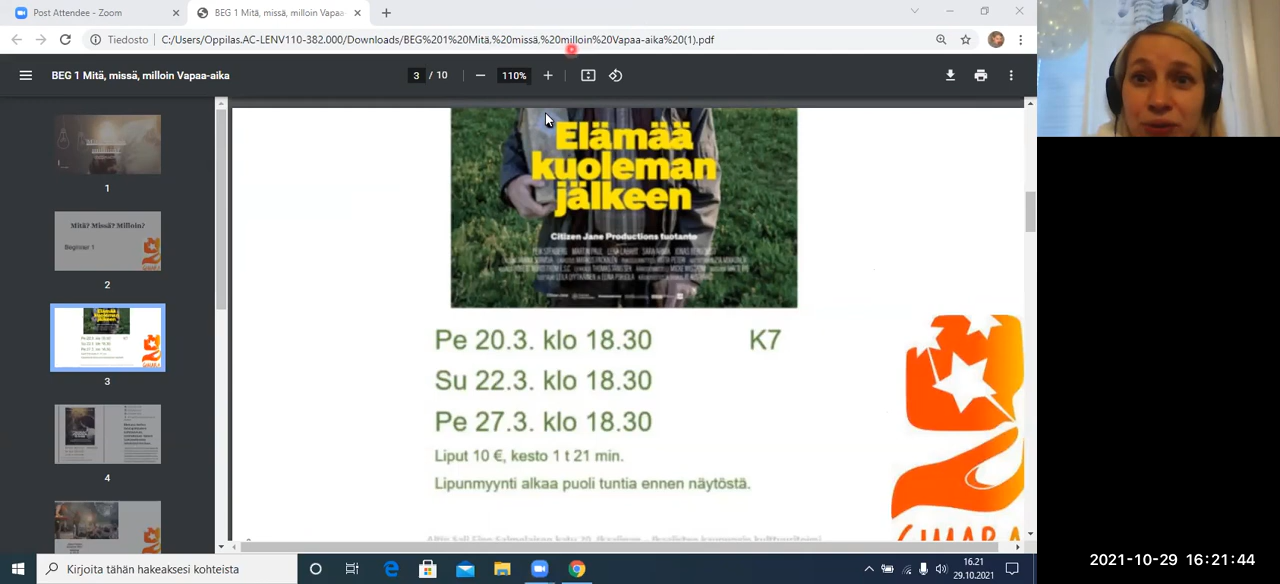 Post Attendee - Zoom
BEG 1 Mitä, missä, milloin Vapaa-
Tiedosto
C:/Users/Oppilas.AC-LENV110-382.000/Downloads/BEG%201%20Mitä,%20missä,%20milloin%20Vapaa-aika%20(1).pdf
BEG 1 Mitä, missä, milloin Vapaa-aika
3 / 10
110%
1
Mitä? Missä? Milloin?
Beginner 1
2
3
4
Elämää
kuoleman
jälkeen
Citizen Jane Productions tuotanto
Pe 20.3. klo 18.30 K7
Su 22.3. klo 18.30
Pe 27.3. klo 18.30
Liput 10 €, kesto 1 t 21 min.
Lipunmyynti alkaa puoli tuntia ennen näytöstä.
Kirjoita tähän hakeaksesi kohteista
16.21
29.10.2021
2021-10-29 16:21:44